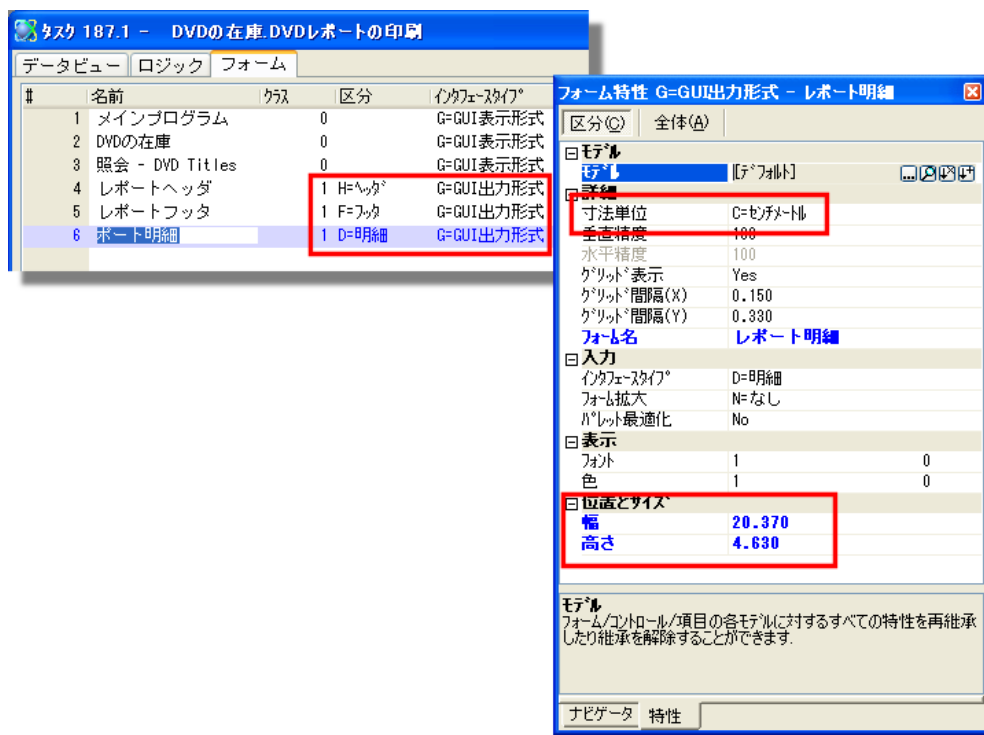 タスク 187.1 - DVDの在庫.DVDレポートの印刷
データビュー ロジック フォーム
# 名前 クラス 区分 インタフェースタイプ
1 メインプログラム 0 G=GUI表示形式
2 DVDの在庫 0 G=GUI表示形式
3 照会 - DVD Titles 0 G=GUI表示形式
4 レポートヘッダ 1 H=ヘッダ G=GUI出力形式
5 レポートフッタ 1 F=フッタ G=GUI出力形式
6 ポート明細 1 D=明細 G=GUI出力形式
フォーム特性 G=GUI出力形式 - レポート明細
区分(C) 全体(A)
モデル
モデル [デフォルト]
詳細
寸法単位 C=センチメートル
垂直精度 100
水平精度 100
グリッド表示 Yes
グリッド間隔(X) 0.150
グリッド間隔(Y) 0.330
フォーム名 レポート明細
入力
インタフェースタイプ D=明細
フォーム拡大 N=なし
パレット最適化 No
表示
フォント 1 0
色 1 0
位置とサイズ
幅 20.370
高さ 4.630
モデル
フォーム/コントロール/項目の各モデルに対するすべての特性を再継承
したり継承を解除することができます.
ナビゲータ 特性